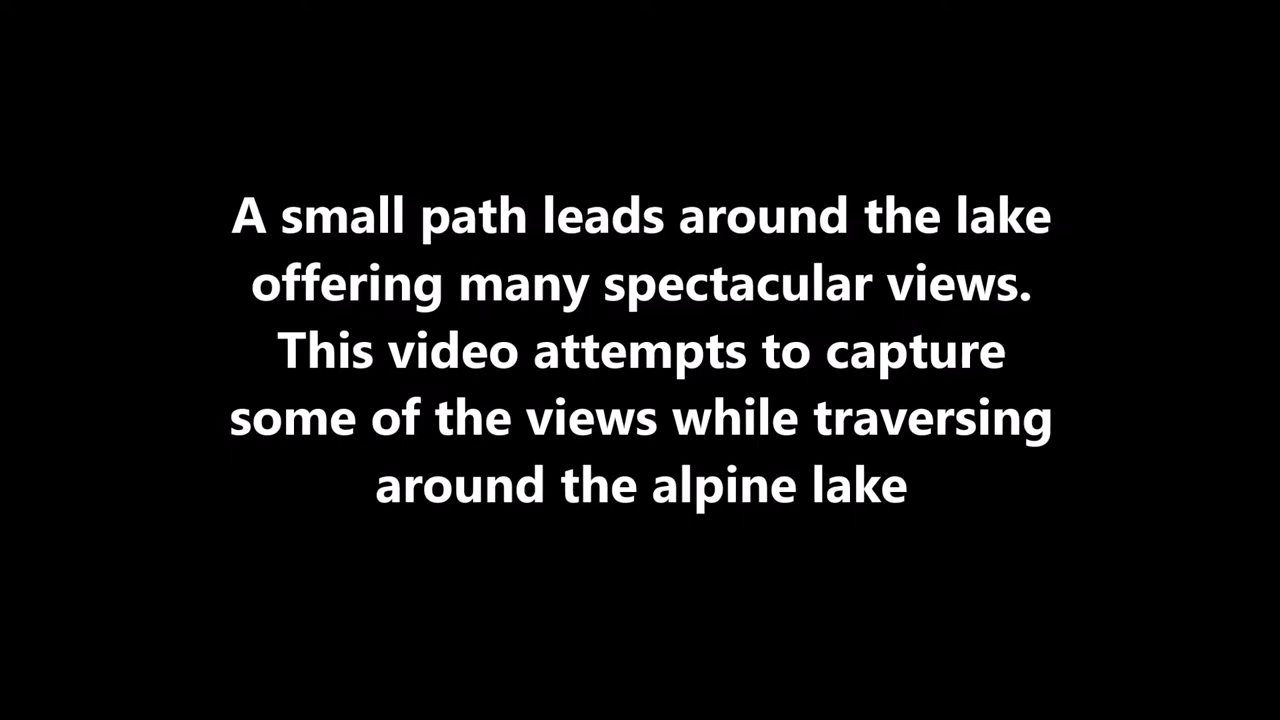 A small path leads around the lake
offering many spectacular views.
This video attempts to capture
some of the views while traversing
around the alpine lake